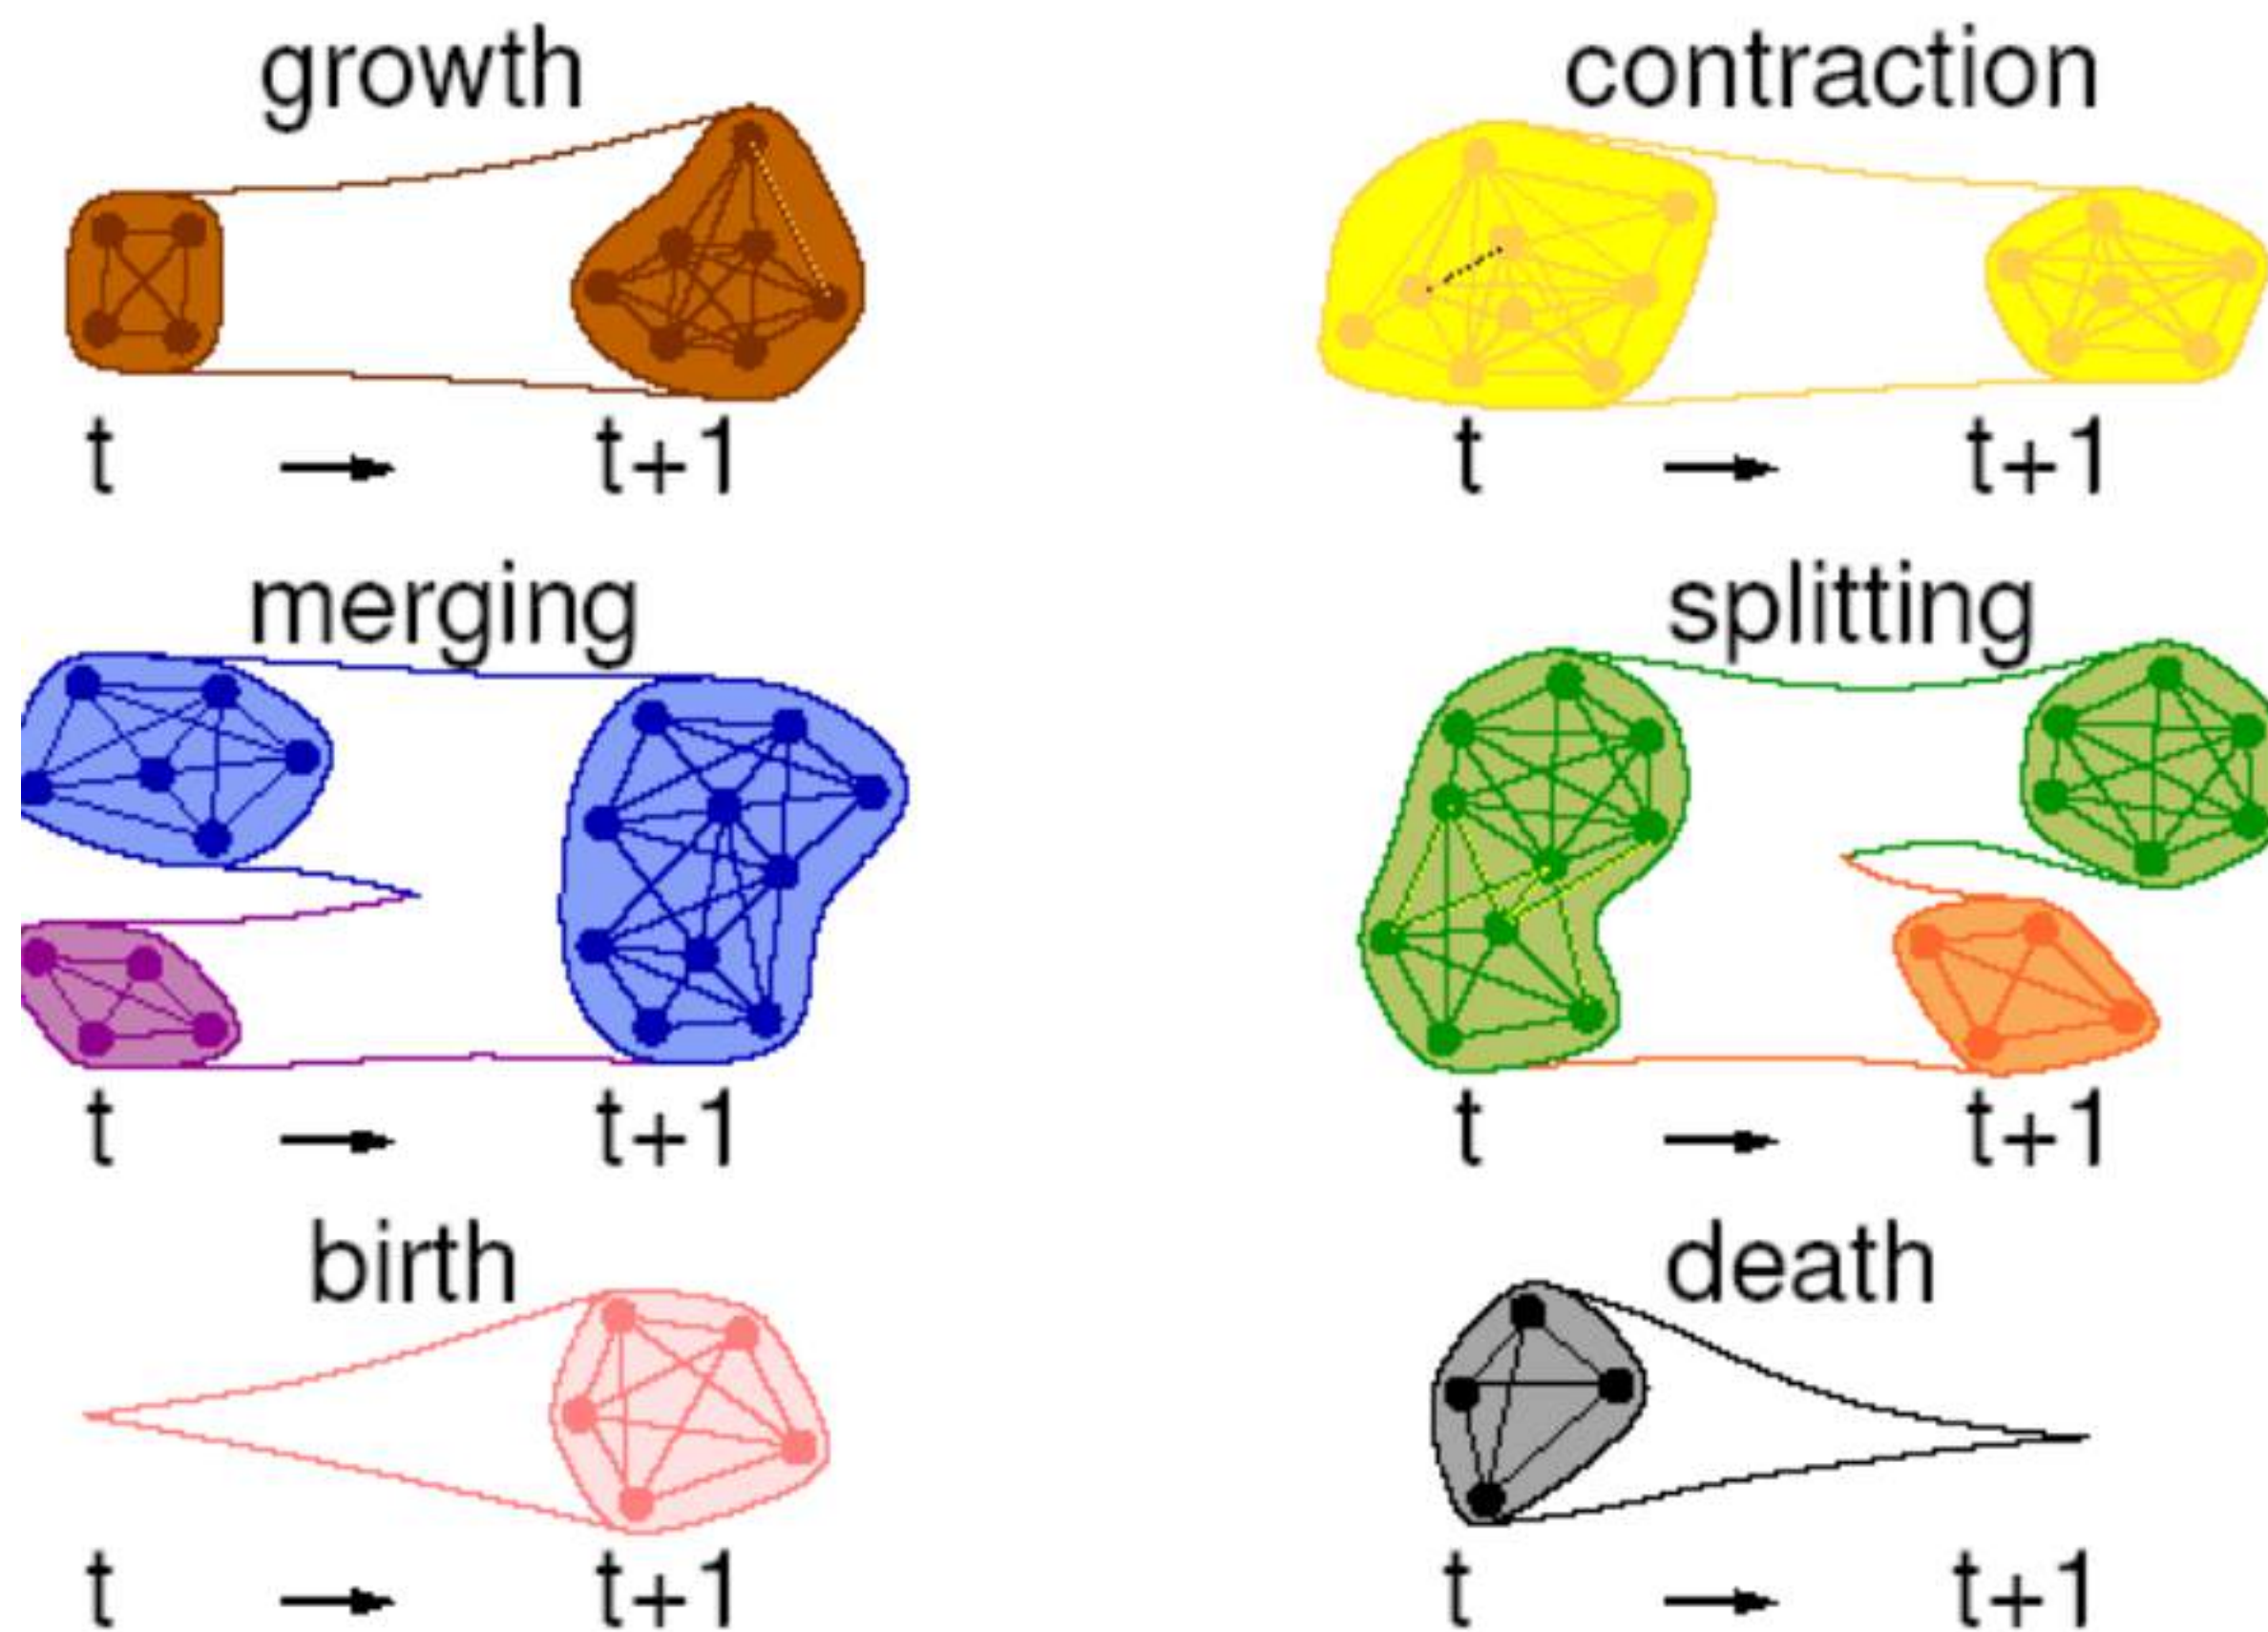 growth
contraction
t → t+1
t → t+1
merging
splitting
t → t+1
t → t+1
birth
death
t → t+1
t → t+1